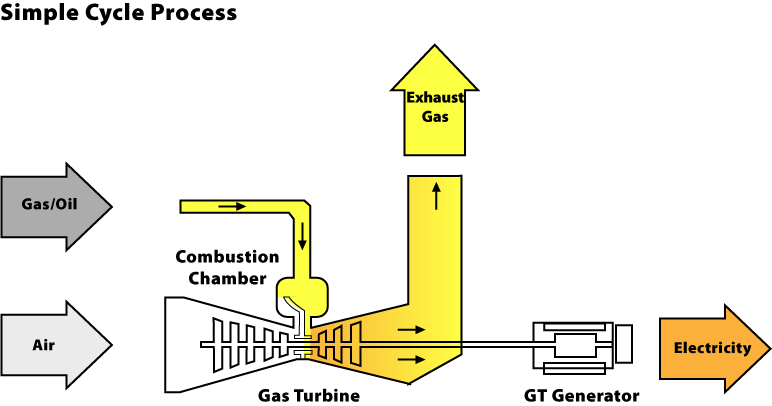 Simple Cycle Process
Exhaust
Gas
Gas/Oil
Combustion
Chamber
Air
Electricity
Gas Turbine
GT Generator